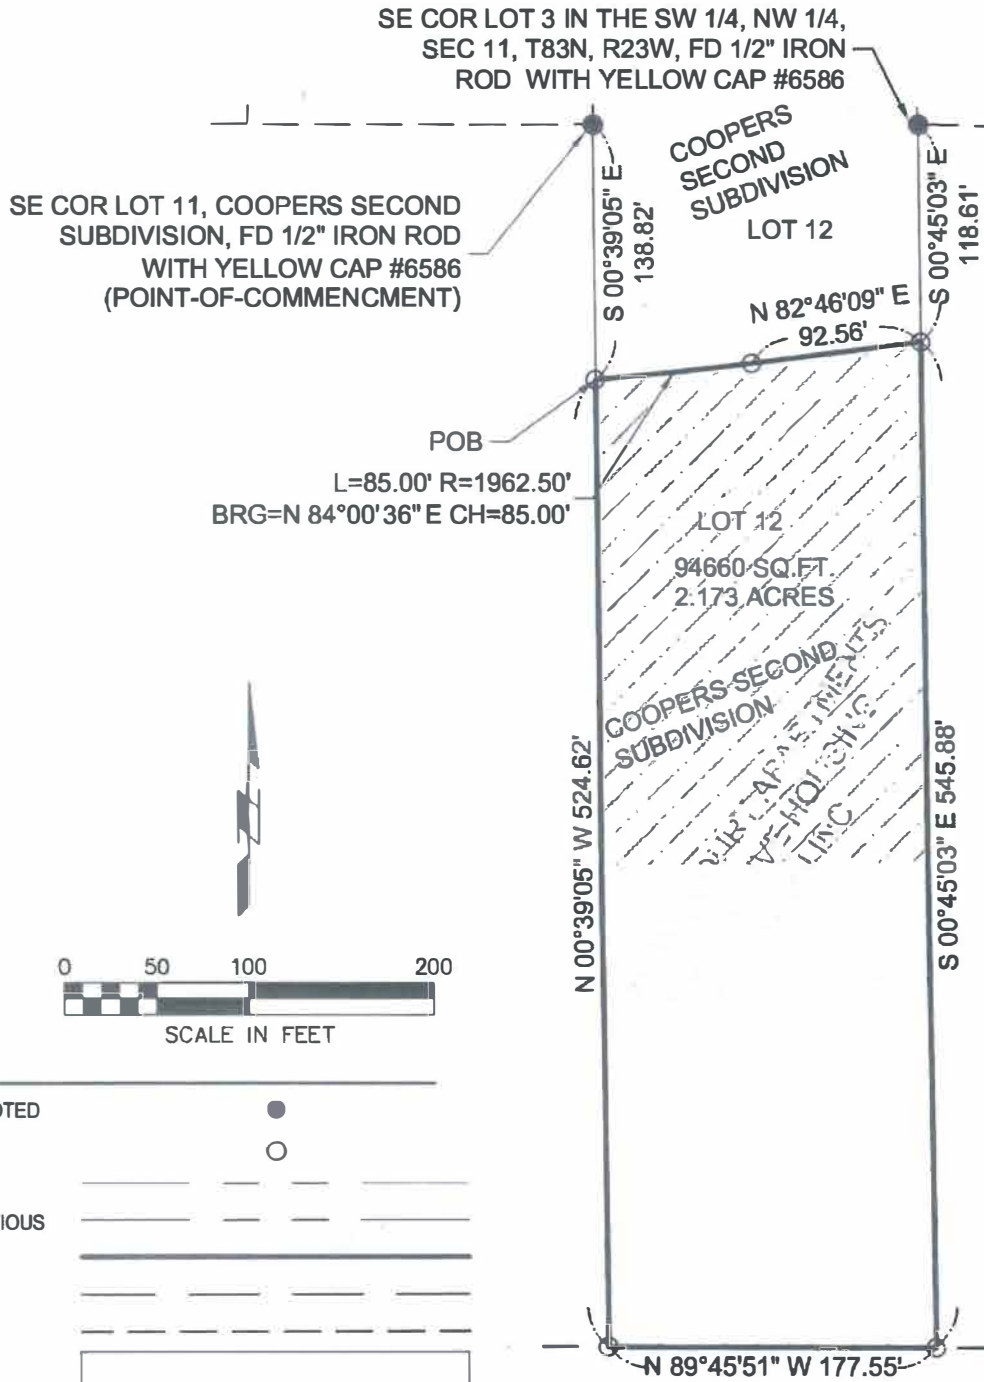 SE COR LOT 3 IN THE SW 1/4, NW 1/4,
SEC 11, T83N, R23W, FD 1/2" IRON
ROD WITH YELLOW CAP #6586
COOPERS
SECOND
SUBDIVISION
LOT 12
SE COR LOT 11, COOPERS SECOND
SUBDIVISION, FD 1/2" IRON ROD
WITH YELLOW CAP #6586
(POINT-OF-COMMENCMENT)
S 00°39'05" E
138.82'
S 00°45'03" E
118.61'
N 82°46'09" E
92.56'
POB
L=85.00' R=1962.50'
BRG=N 84°00'36" E CH=85.00'
LOT 12
94660 SQ.FT.
2.173 ACRES
COOPERS SECOND
SUBDIVISION
N 00°39'05" W 524.62'
S 00°45'03" E 545.88'
0 50 100 200
SCALE IN FEET
N 89°45'51" W 177.55'